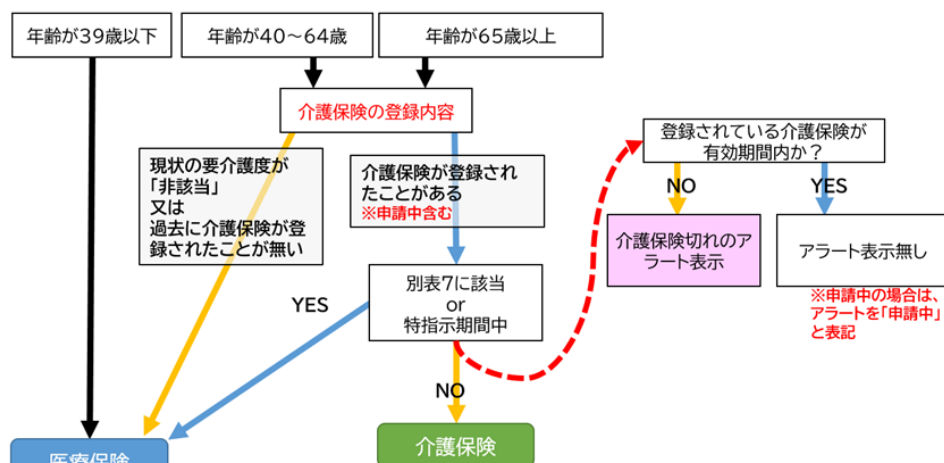 年齢が39歳以下
年齢が40～64歳
年齢が65歳以上
介護保険の登録内容
登録されている介護保険が
有効期間内か？
現状の要介護度が
「非該当」
又は
過去に介護保険が登
録されたことが無い
介護保険が登録され
たことがある
※申請中含む
NO
YES
介護保険切れのア
ラート表示
アラート表示無し
※申請中の場合は、
アラートを「申請中」
と表記
別表7に該当
or
特指示期間中
YES
NO
医療保険
介護保険